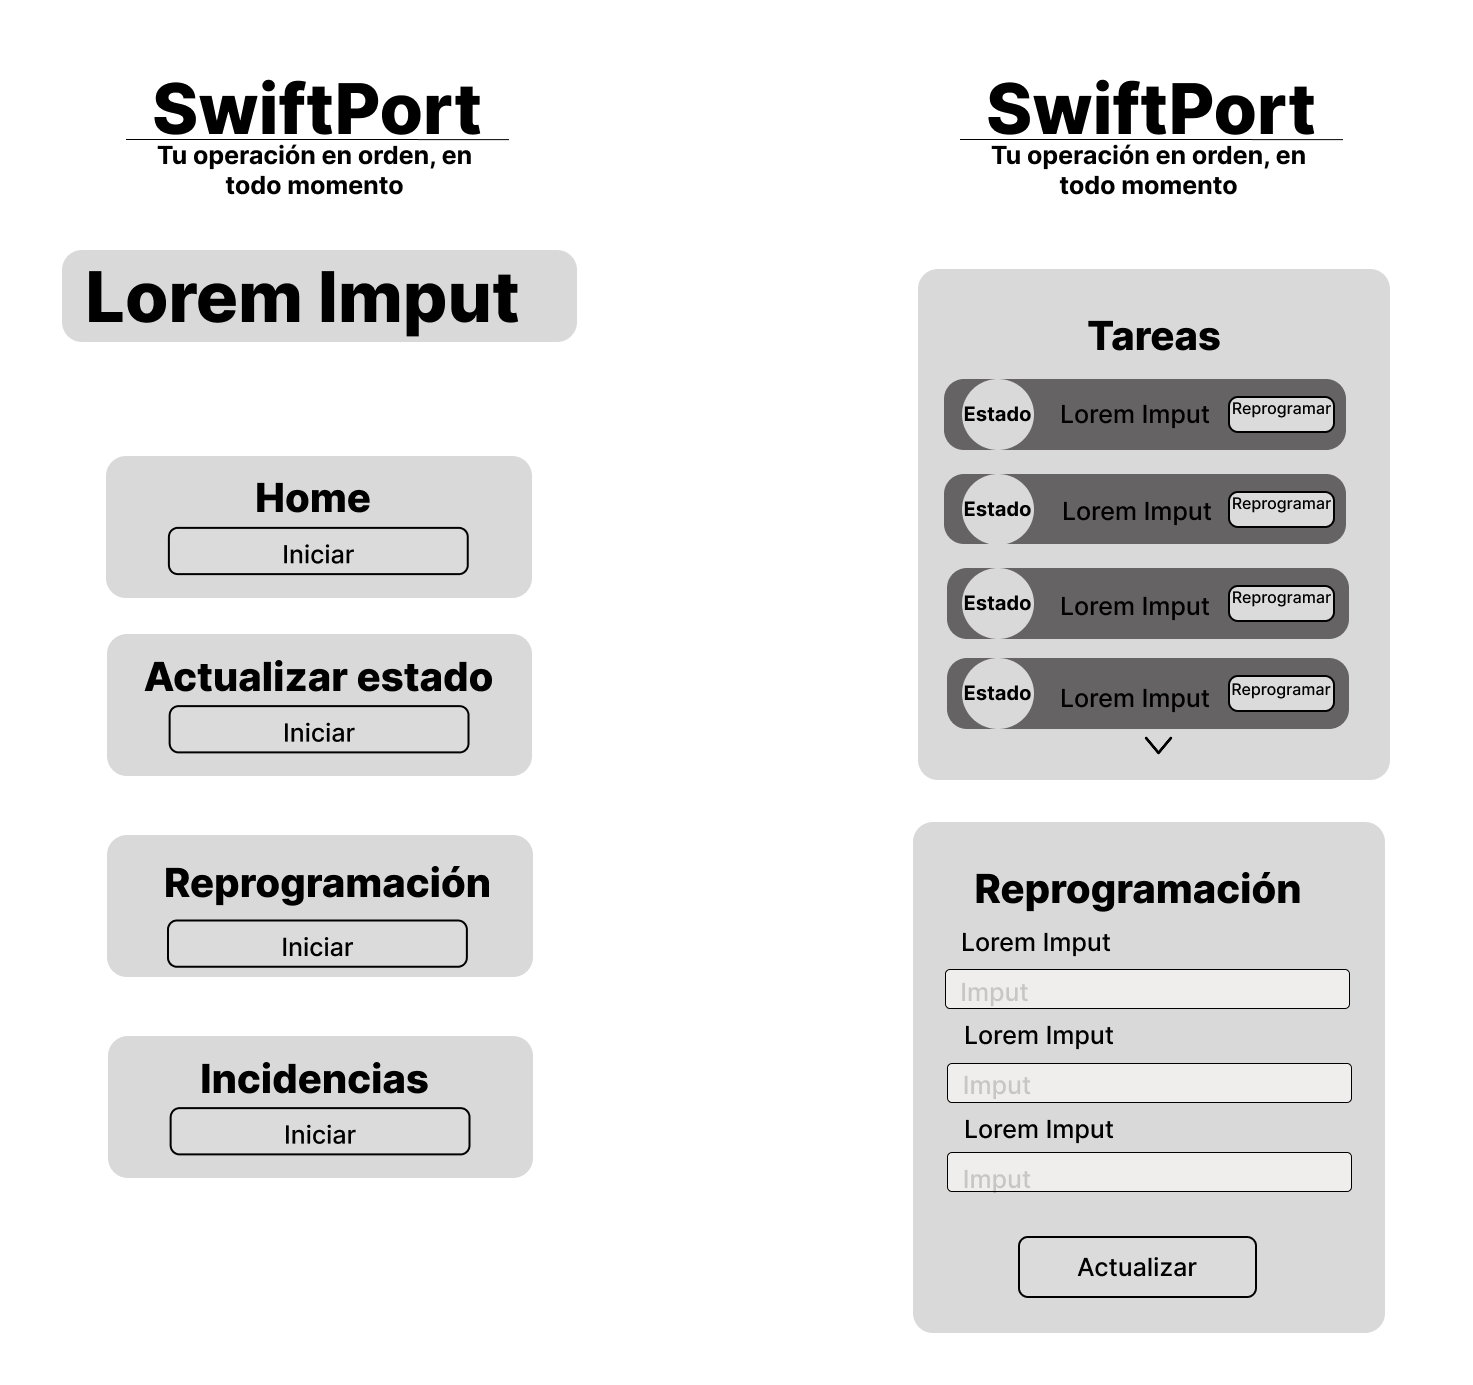 SwiftPort
Tu operación en orden, en
todo momento
Lorem Imput
Home
Iniciar
Actualizar estado
Iniciar
Reprogramación
Iniciar
Incidencias
Iniciar
SwiftPort
Tu operación en orden, en
todo momento
Tareas
Estado Lorem Imput Reprogramar
Estado Lorem Imput Reprogramar
Estado Lorem Imput Reprogramar
Estado Lorem Imput Reprogramar
Reprogramación
Lorem Imput
Imput
Lorem Imput
Imput
Lorem Imput
Imput
Actualizar